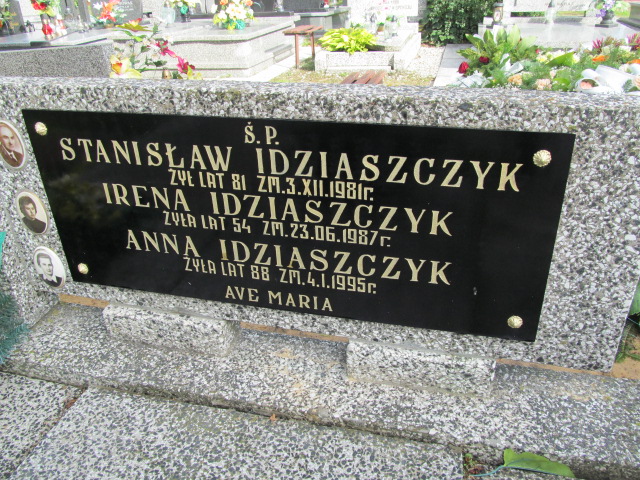 Ś.P.
STANISŁAW IDZIASZCZYK
ŻYŁ LAT 81 ZM.3.XII.1981r.
IRENA IDZIASZCZYK
ŻYŁA LAT 54 ZM.23.06.1987r.
ANNA IDZIASZCZYK
ŻYŁA LAT 88 ZM.4.1.1995r.
AVE MARIA